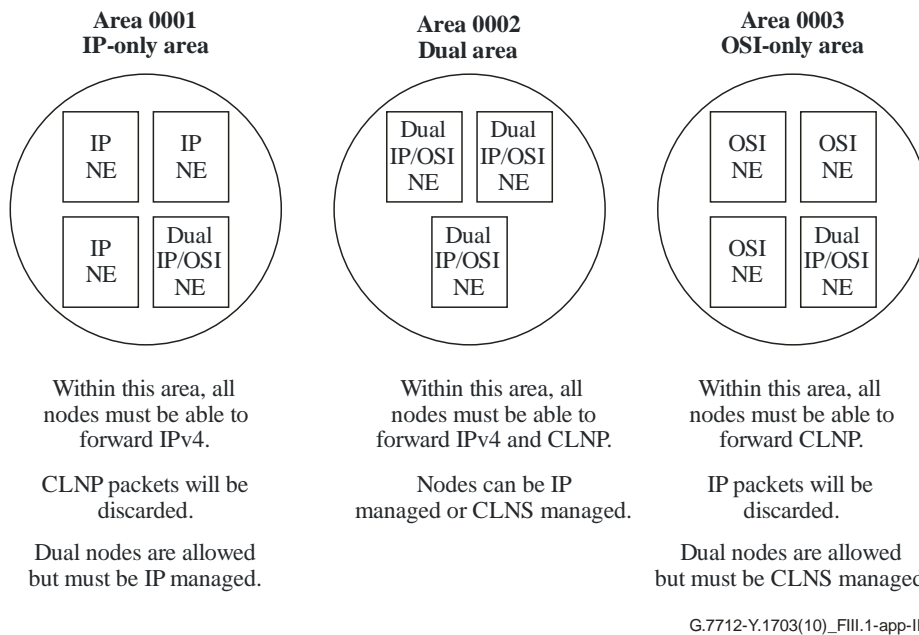 Area 0001
IP-only area
IP
NE
IP
NE
IP
NE
Dual
IP/OSI
NE
Within this area, all
nodes must be able to
forward IPv4.
CLNP packets will be
discarded.
Dual nodes are allowed
but must be IP managed.
Area 0002
Dual area
Dual
IP/OSI
NE
Dual
IP/OSI
NE
Dual
IP/OSI
NE
Within this area, all
nodes must be able to
forward IPv4 and CLNP.
Nodes can be IP
managed or CLNS managed.
Area 0003
OSI-only area
OSI
NE
OSI
NE
OSI
NE
Dual
IP/OSI
NE
Within this area, all
nodes must be able to
forward CLNP.
IP packets will be
discarded.
Dual nodes are allowed
but must be CLNS managed
G.7712-Y.1703(10)_FIII.1-app-II